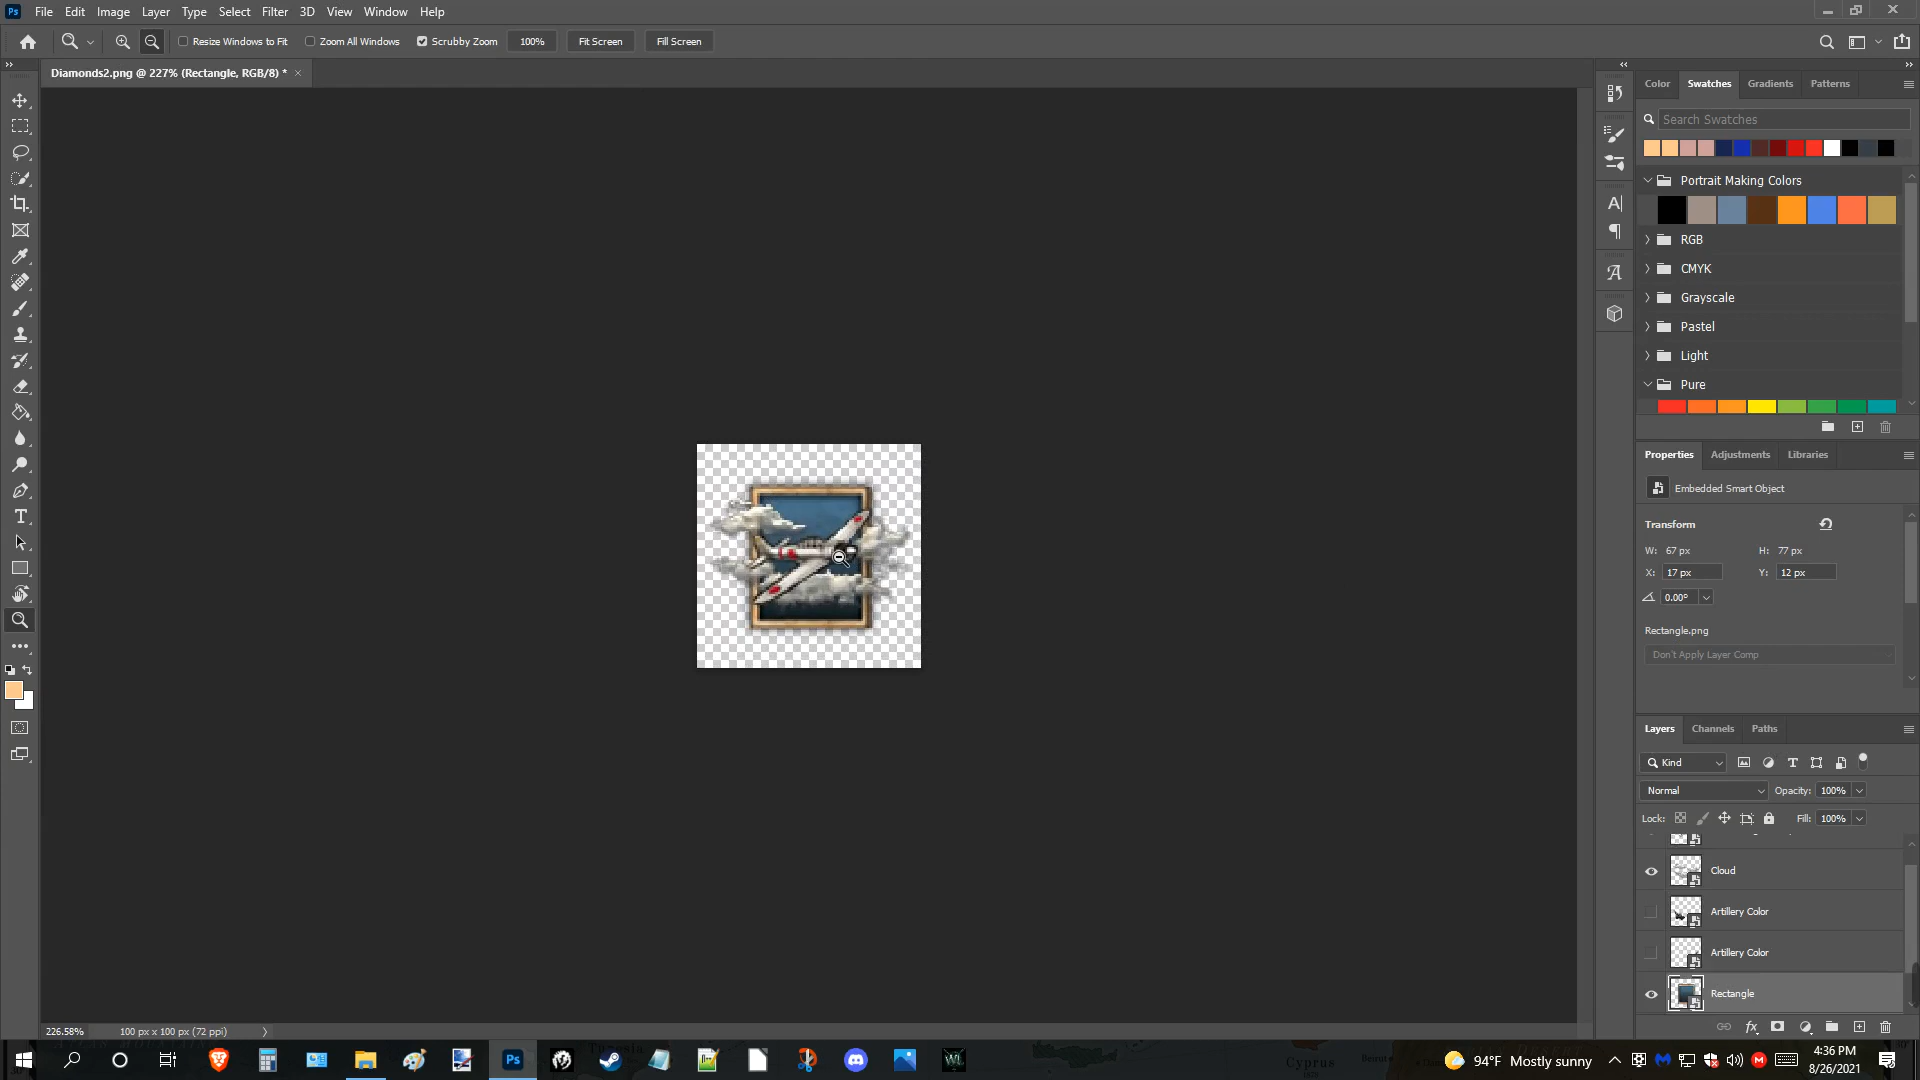 Ps File Edit Image Layer Type Select Filter 3D View Window Help
Resize Windows to Fit Zoom All Windows Scrubby Zoom 100% Fit Screen Fill Screen
Diamonds2.png @ 227% (Rectangle, RGB/8) * ×
Color Swatches Gradients Patterns
Search Swatches
Portrait Making Colors
RGB
CMYK
Grayscale
Pastel
Light
Pure
Properties Adjustments Libraries
Embedded Smart Object
Transform
W: 67 px H: 77 px
X: 17 px Y: 12 px
0.00°
Rectangle.png
Don't Apply Layer Comp
Layers Channels Paths
Kind
Normal Opacity: 100%
Lock: Fill: 100%
Cloud
Artillery Color
Artillery Color
Rectangle
226.58% 100 px x 100 px (72 ppi)
Cyprus
94°F Mostly sunny
4:36 PM
8/26/2021